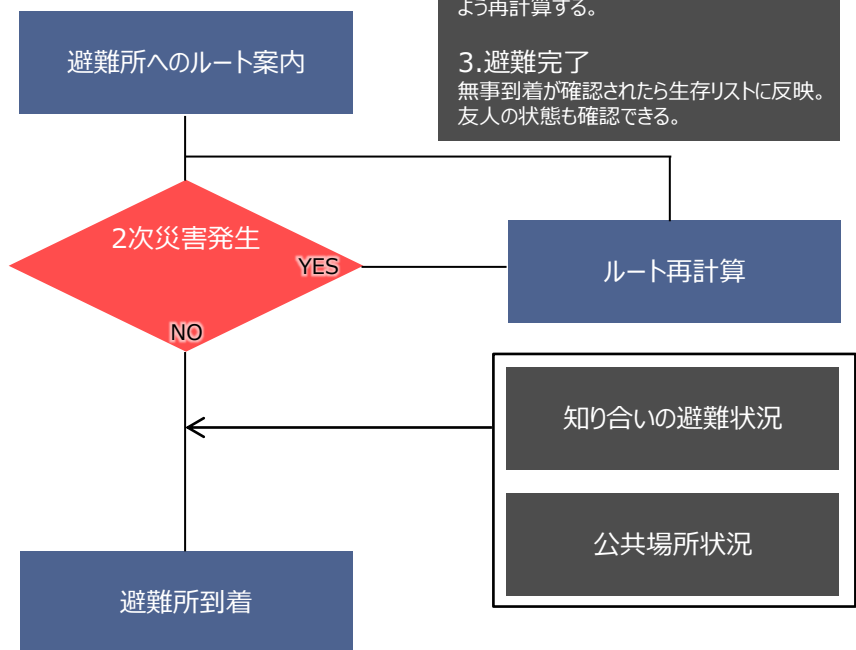 よう再計算する。
3.避難完了
無事到着が確認されたら生存リストに反映。
友人の状態も確認できる。
避難所へのルート案内
2次災害発生
YES
ルート再計算
NO
知り合いの避難状況
公共場所状況
避難所到着